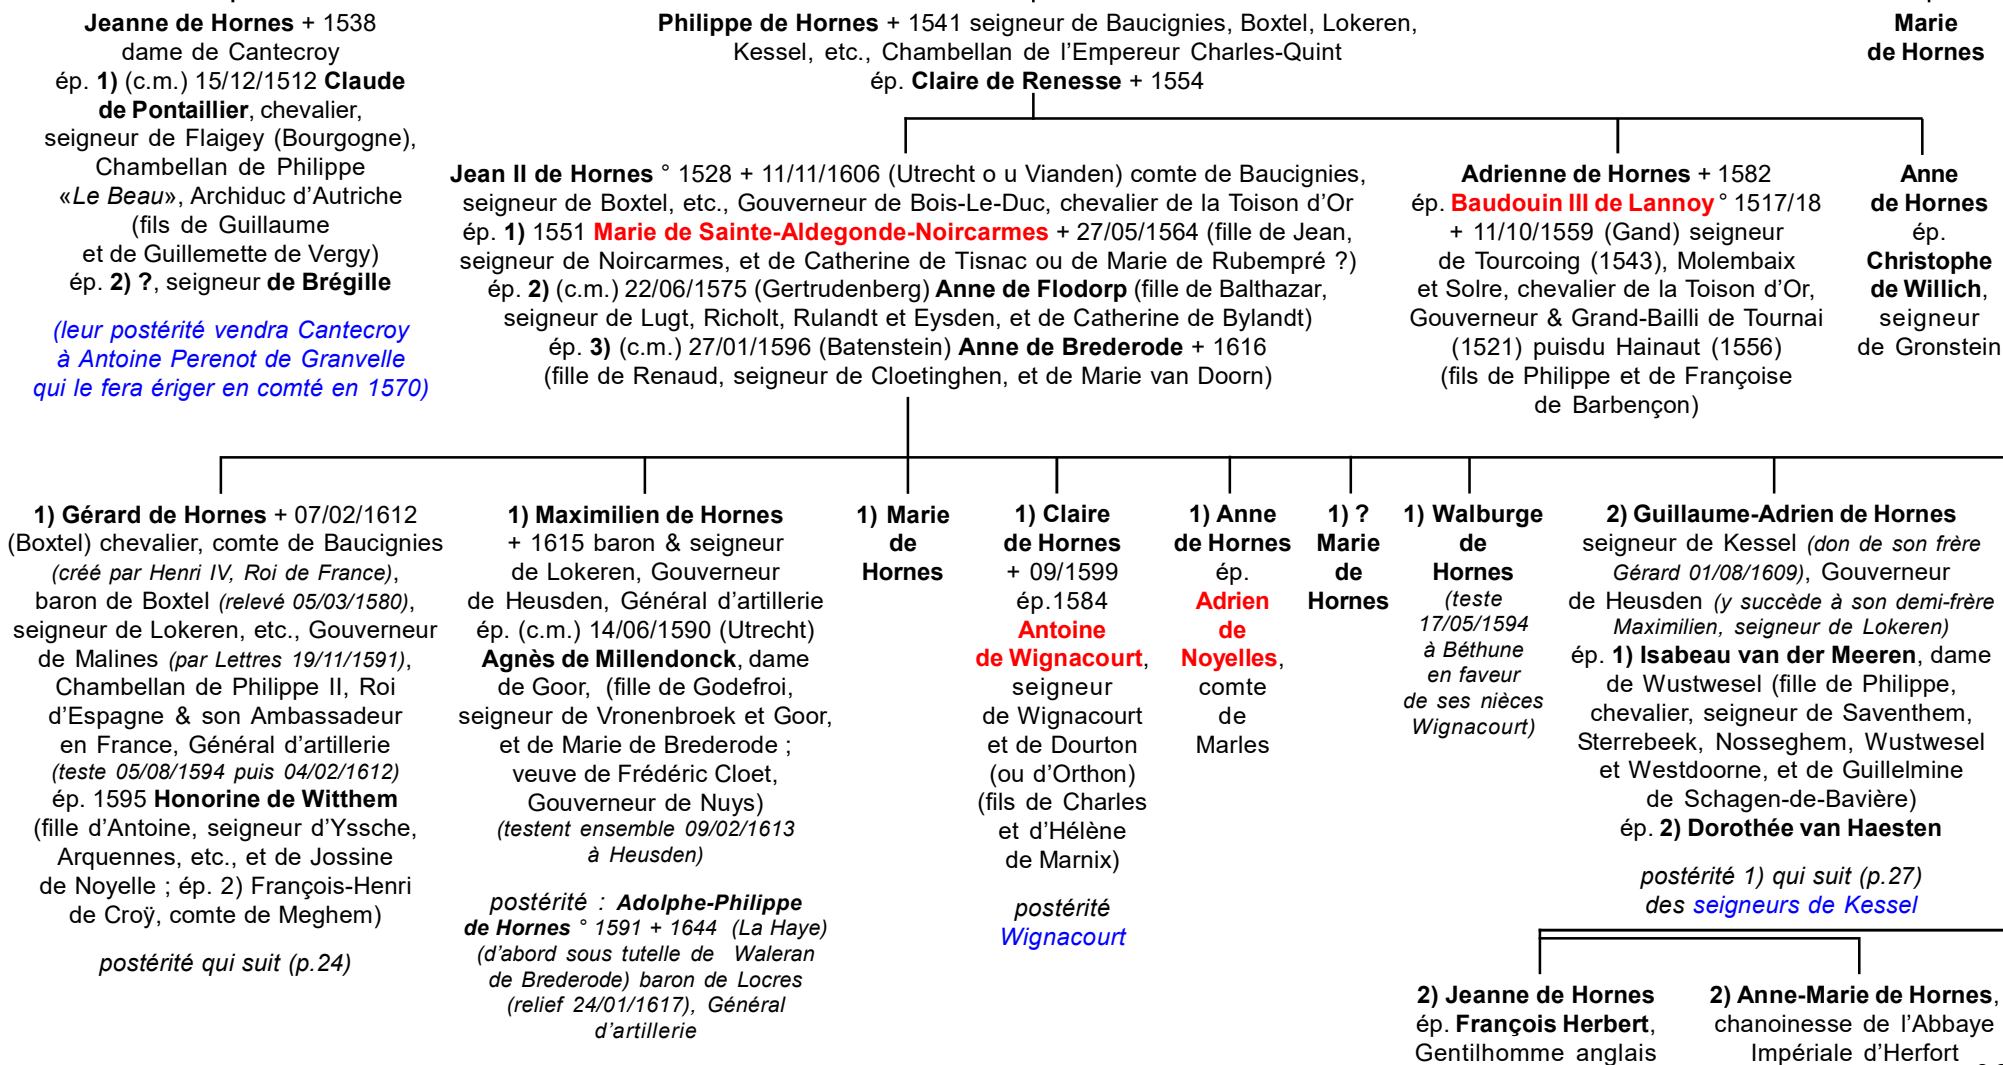 Jeanne de Hornes + 1538
dame de Cantecroy
ép. 1) (c.m.) 15/12/1512 Claude
de Pontaillier, chevalier,
seigneur de Flaigey (Bourgogne),
Chambellan de Philippe
«Le Beau», Archiduc d’Autriche
(fils de Guillaume
et de Guillemette de Vergy)
ép. 2) ?, seigneur de Brégille
(leur postérité vendra Cantecroy
à Antoine Perenot de Granvelle
qui le fera ériger en comté en 1570)
Philippe de Hornes + 1541 seigneur de Baucignies, Boxtel, Lokeren,
Kessel, etc., Chambellan de l’Empereur Charles-Quint
ép. Claire de Renesse + 1554
Marie
de Hornes
Jean II de Hornes ° 1528 + 11/11/1606 (Utrecht o u Vianden) comte de Baucignies,
seigneur de Boxtel, etc., Gouverneur de Bois-Le-Duc, chevalier de la Toison d’Or
ép. 1) 1551 Marie de Sainte-Aldegonde-Noircarmes + 27/05/1564 (fille de Jean,
seigneur de Noircarmes, et de Catherine de Tisnac ou de Marie de Rubempré ?)
ép. 2) (c.m.) 22/06/1575 (Gertrudenberg) Anne de Flodorp (fille de Balthazar,
seigneur de Lugt, Richolt, Rulandt et Eysden, et de Catherine de Bylandt)
ép. 3) (c.m.) 27/01/1596 (Batenstein) Anne de Brederode + 1616
(fille de Renaud, seigneur de Cloetinghen, et de Marie van Doorn)
Adrienne de Hornes + 1582
ép. Baudouin III de Lannoy ° 1517/18
+ 11/10/1559 (Gand) seigneur
de Tourcoing (1543), Molembaix
et Solre, chevalier de la Toison d’Or,
Gouverneur & Grand-Bailli de Tournai
(1521) puisdu Hainaut (1556)
(fils de Philippe et de Françoise
de Barbençon)
Anne
de Hornes
ép.
Christophe
de Willich,
seigneur
de Gronstein
1) Gérard de Hornes + 07/02/1612
(Boxtel) chevalier, comte de Baucignies
(créé par Henri IV, Roi de France),
baron de Boxtel (relevé 05/03/1580),
seigneur de Lokeren, etc., Gouverneur
de Malines (par Lettres 19/11/1591),
Chambellan de Philippe II, Roi
d’Espagne & son Ambassadeur
en France, Général d’artillerie
(teste 05/08/1594 puis 04/02/1612)
ép. 1595 Honorine de Witthem
(fille d’Antoine, seigneur d’Yssche,
Arquennes, etc., et de Jossine
de Noyelle ; ép. 2) François-Henri
de Croÿ, comte de Meghem)
postérité qui suit (p.24)
1) Maximilien de Hornes
+ 1615 baron & seigneur
de Lokeren, Gouverneur
de Heusden, Général d’artillerie
ép. (c.m.) 14/06/1590 (Utrecht)
Agnès de Millendonck, dame
de Goor, (fille de Godefroi,
seigneur de Vronenbroek et Goor,
et de Marie de Brederode ;
veuve de Frédéric Cloet,
Gouverneur de Nuys)
(testent ensemble 09/02/1613
à Heusden)
postérité : Adolphe-Philippe
de Hornes ° 1591 + 1644 (La Haye)
(d’abord sous tutelle de Waleran
de Brederode) baron de Locres
(relief 24/01/1617), Général
d’artillerie
1) Marie
de
Hornes
1) Claire
de Hornes
+ 09/1599
ép.1584
Antoine
de Wignacourt,
seigneur
de Wignacourt
et de Dourton
(ou d’Orthon)
(fils de Charles
et d’Hélène
de Marnix)
postérité
Wignacourt
1) Anne
de Hornes
ép.
Adrien
de
Noyelles,
comte
de
Marles
1) ?
Marie
de
Hornes
1) Walburge
de
Hornes
(teste
17/05/1594
à Béthune
en faveur
de ses nièces
Wignacourt)
2) Guillaume-Adrien de Hornes
seigneur de Kessel (don de son frère
Gérard 01/08/1609), Gouverneur
de Heusden (y succède à son demi-frère
Maximilien, seigneur de Lokeren)
ép. 1) Isabeau van der Meeren, dame
de Wustwesel (fille de Philippe,
chevalier, seigneur de Saventhem,
Sterrebeek, Nosseghem, Wustwesel
et Westdoorne, et de Guillelmine
de Schagen-de-Bavière)
ép. 2) Dorothée van Haesten
postérité 1) qui suit (p.27)
des seigneurs de Kessel
2) Jeanne de Hornes
ép. François Herbert,
Gentilhomme anglais
2) Anne-Marie de Hornes,
chanoinesse de l’Abbaye
Impériale d’Herfort